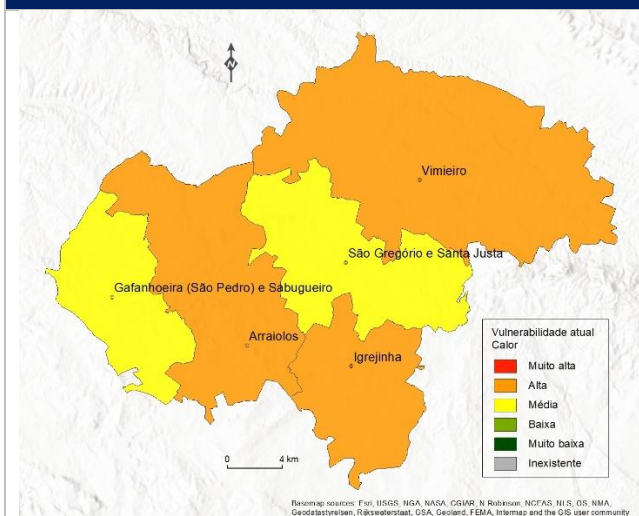 N
Vimieiro
São Gregório e Santa Justa
Gafanhoeira (São Pedro) e Sabugueiro
Arraiolos
Igrejinha
Vulnerabilidade atual
Calor
Muito alta
Alta
Média
Baixa
Muito baixa
Inexistente
0 4 km
Basemap sources: Esri, USGS, NGA, NASA, CGIAR, N Robinson, NCEAS, NLS, OS, NMA,
Geodatastyrelsen, Rijkswaterstaat, GSA, Geoland, FEMA, Intermap and the GIS user community